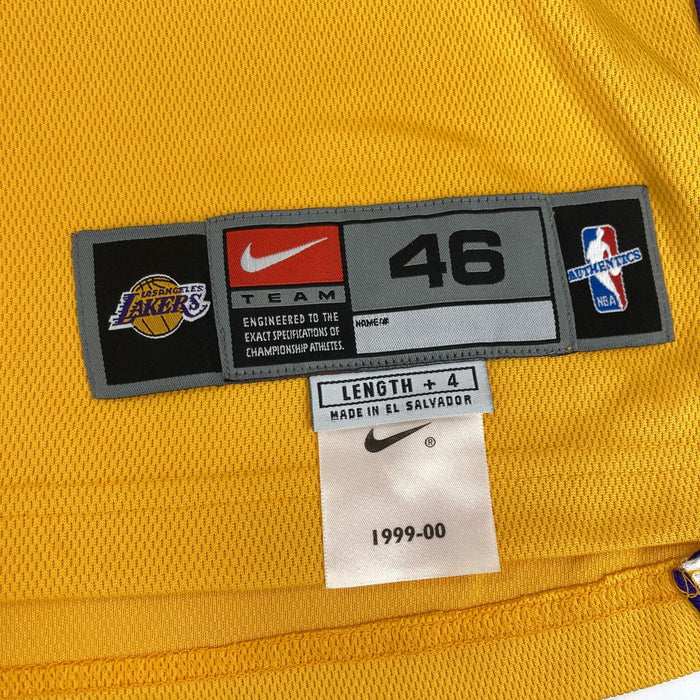 LOS ANGELES
LAKERS
TEAM
ENGINEERED TO THE
EXACT SPECIFICATIONS OF
CHAMPIONSHIP ATHLETES.
46
NAME/#
AUTHENTICS
NBA
LENGTH + 4
MADE IN EL SALVADOR
®
1999-00